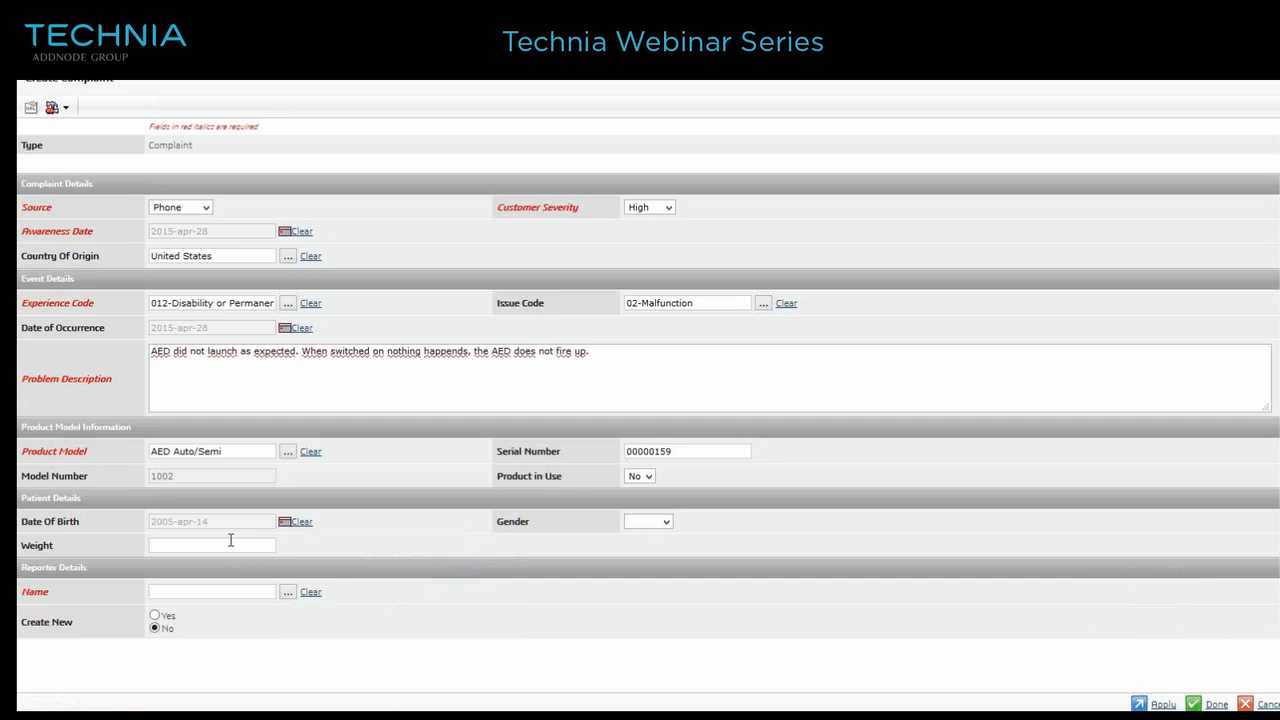 TECHNIA
ADDNODE GROUP
Technia Webinar Series
Create Complaint
Fields in red italics are required
Type Complaint
Complaint Details
Source Phone Customer Severity High
Awareness Date 2015-apr-28 Clear
Country Of Origin United States ... Clear
Event Details
Experience Code 012-Disability or Permaner ... Clear Issue Code 02-Malfunction ... Clear
Date of Occurrence 2015-apr-28 Clear
Problem Description AED did not launch as expected. When switched on nothing happends, the AED does not fire up.
Product Model Information
Product Model AED Auto/Semi ... Clear Serial Number 00000159
Model Number 1002 Product in Use No
Patient Details
Date Of Birth 2005-apr-14 Clear Gender
Weight
Reporter Details
Name ... Clear
Create New Yes
No
Apply Done Canc